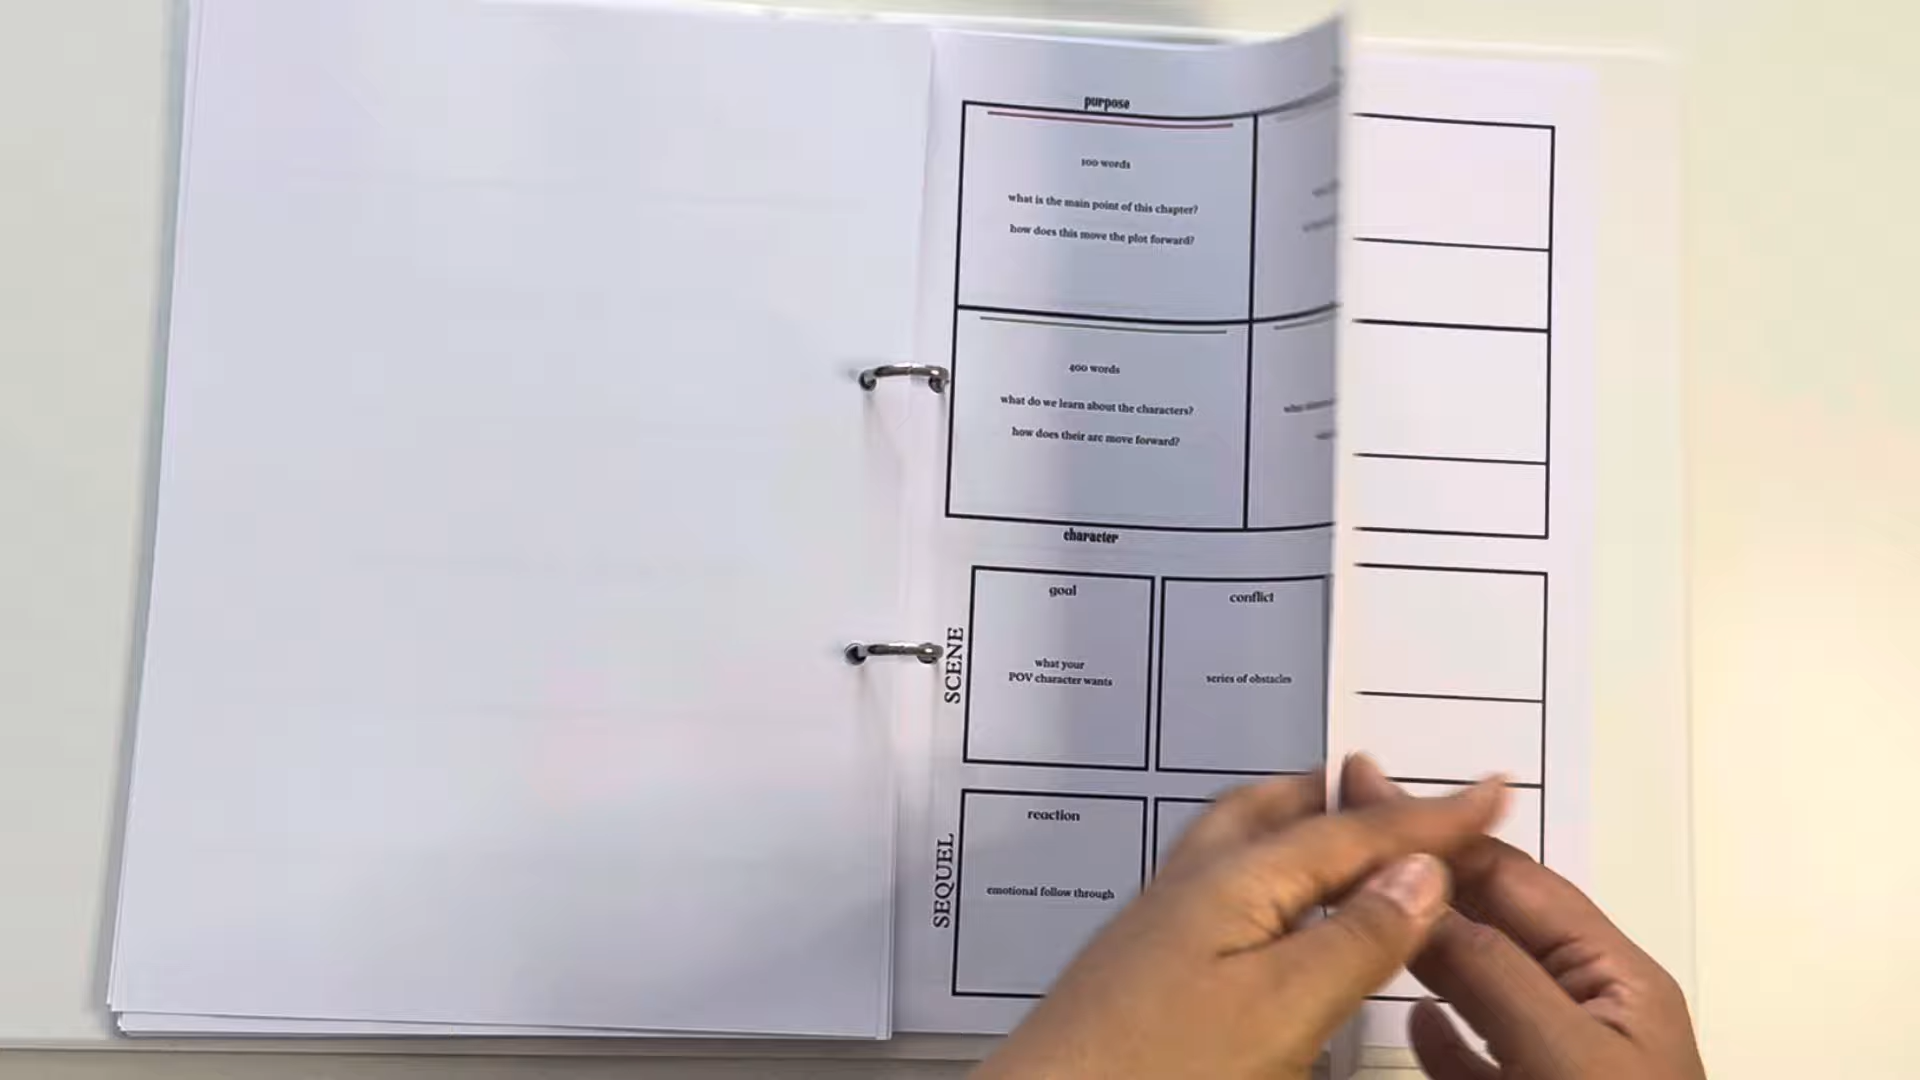 purpose
100 words
what is the main point of this chapter?
how does this move the plot forward?
400 words
what do we learn about the characters?
how does their arc move forward?
character
SCENE
goal
what your
POV character wants
conflict
series of obstacles
SEQUEL
reaction
emotional follow through